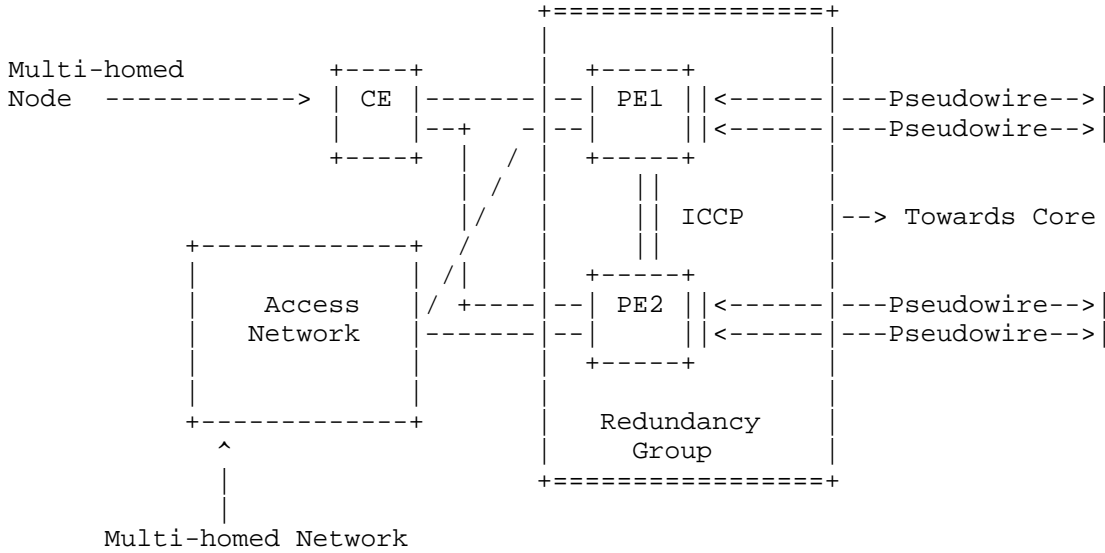 Multi-homed
Node CE PE1 Pseudowire
Pseudowire
ICCP Towards Core
Access PE2 Pseudowire
Network Pseudowire
Redundancy
Group
Multi-homed Network